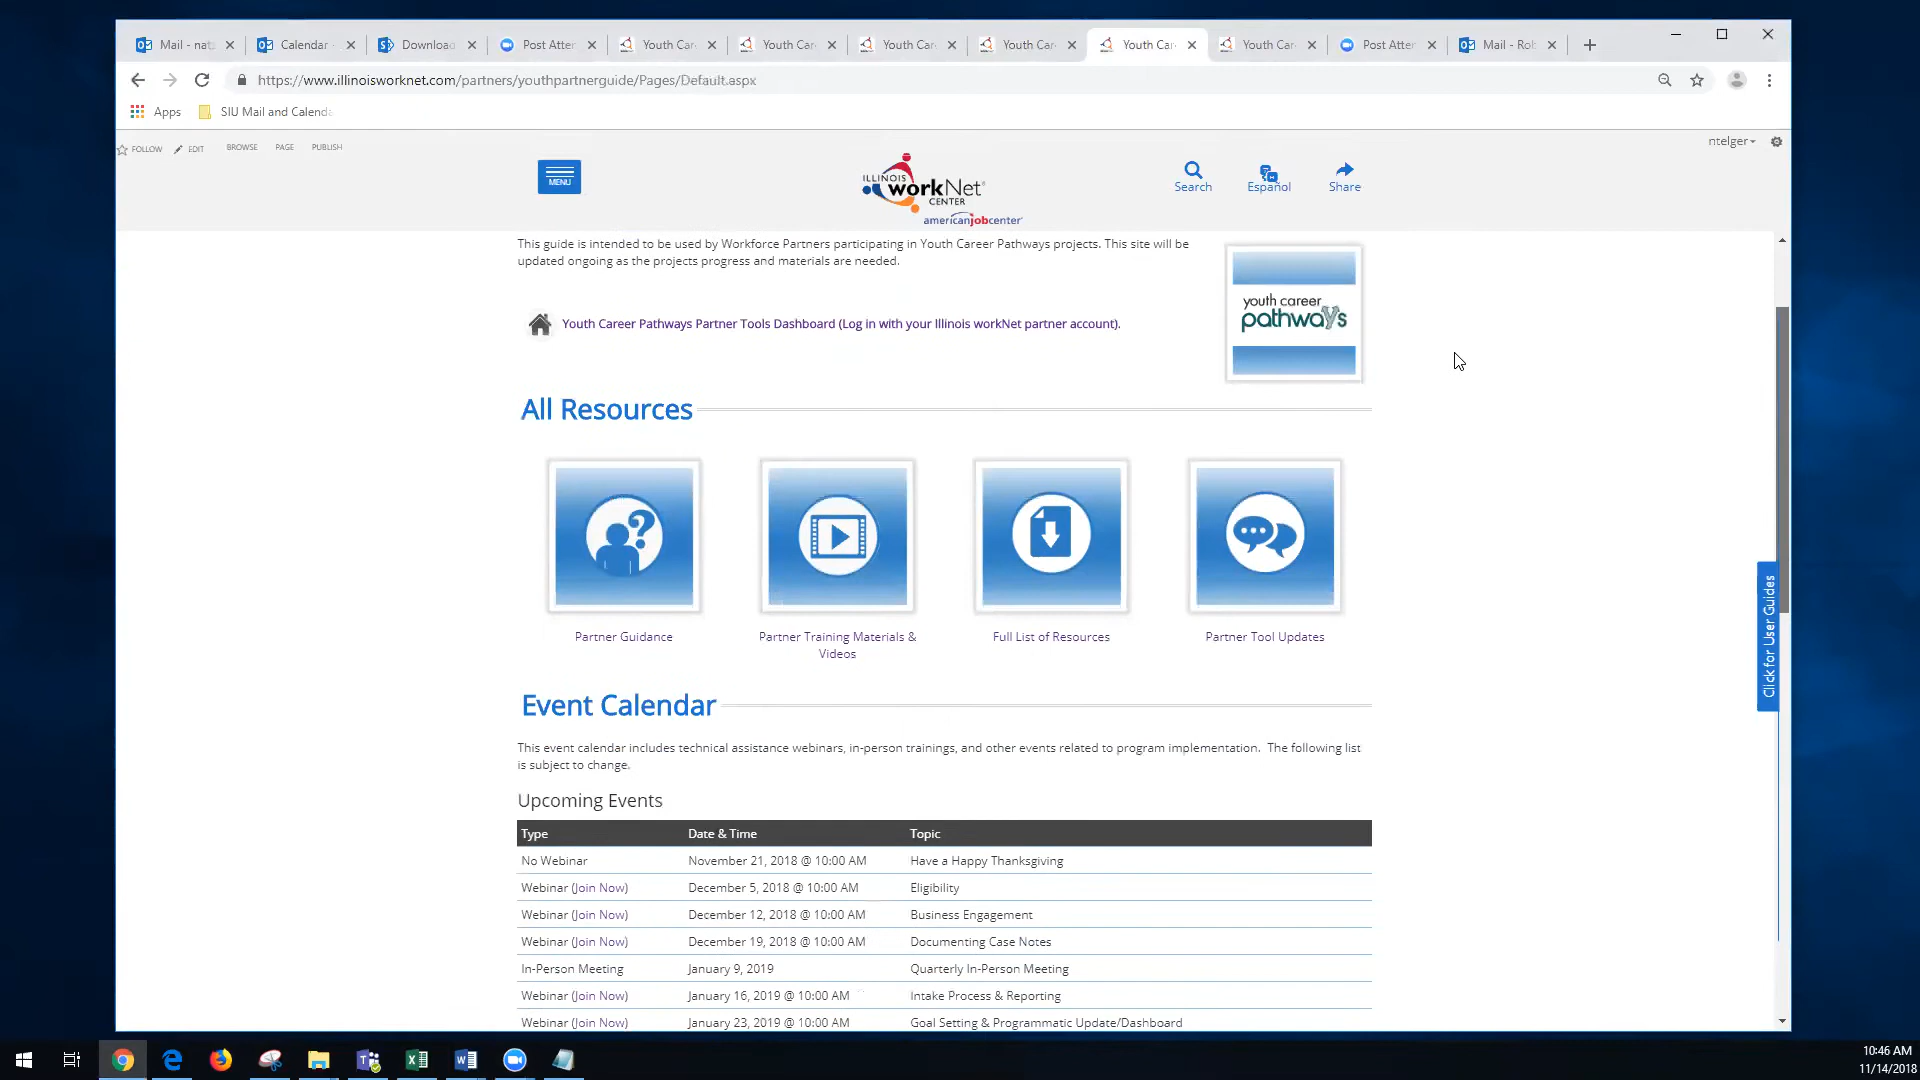 Mail - nat
Calendar -
Downloac
Post Atter
Youth Car
Youth Car
Youth Car
Youth Car
Youth Car
Youth Car
Post Atter
Mail - Rob
https://www.illinoisworknet.com/partners/youthpartnerguide/Pages/Default.aspx
Apps
SIU Mail and Calenda
FOLLOW
EDIT
BROWSE
PAGE
PUBLISH
ntelger
MENU
ILLINOIS
workNet®
CENTER
americanjobcenter
Search
Español
Share
This guide is intended to be used by Workforce Partners participating in Youth Career Pathways projects. This site will be
updated ongoing as the projects progress and materials are needed.
youth career
pathways
Youth Career Pathways Partner Tools Dashboard (Log in with your Illinois workNet partner account).
All Resources
Partner Guidance
Partner Training Materials &
Videos
Full List of Resources
Partner Tool Updates
Click for User Guides
Event Calendar
This event calendar includes technical assistance webinars, in-person trainings, and other events related to program implementation. The following list
is subject to change.
Upcoming Events
Type Date & Time Topic
No Webinar November 21, 2018 @ 10:00 AM Have a Happy Thanksgiving
Webinar (Join Now) December 5, 2018 @ 10:00 AM Eligibility
Webinar (Join Now) December 12, 2018 @ 10:00 AM Business Engagement
Webinar (Join Now) December 19, 2018 @ 10:00 AM Documenting Case Notes
In-Person Meeting January 9, 2019 Quarterly In-Person Meeting
Webinar (Join Now) January 16, 2019 @ 10:00 AM Intake Process & Reporting
Webinar (Join Now) January 23, 2019 @ 10:00 AM Goal Setting & Programmatic Update/Dashboard
10:46 AM
11/14/2018